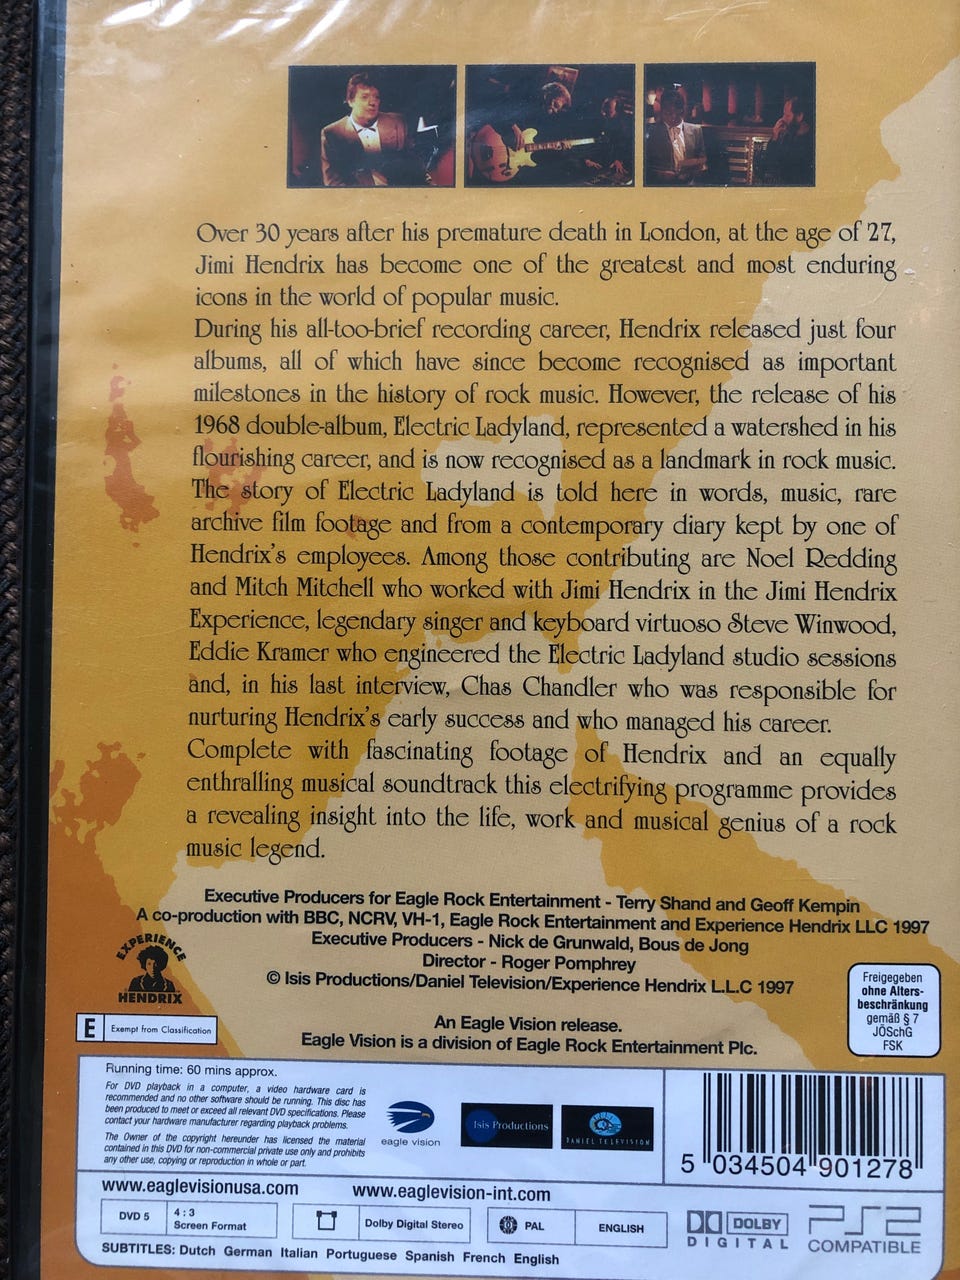 Over 30 years after his premature death in London, at the age of 27,
Jimi Hendrix has become one of the greatest and most enduring
icons in the world of popular music.
During his all-too-brief recording career, Hendrix released just four
albums, all of which have since become recognised as important
milestones in the history of rock music. However, the release of his
1968 double-album, Electric Ladyland, represented a watershed in his
flourishing career, and is now recognised as a landmark in rock music.
The story of Electric Ladyland is told here in words, music, rare
archive film footage and from a contemporary diary kept by one of
Hendrix's employees. Among those contributing are Noel Redding
and Mitch Mitchell who worked with Jimi Hendrix in the Jimi Hendrix
Experience, legendary singer and keyboard virtuoso Steve Winwood,
Eddie Kramer who engineered the Electric Ladyland studio sessions
and, in his last interview, Chas Chandler who was responsible for
nurturing Hendrix's early success and who managed his career.
Complete with fascinating footage of Hendrix and an equally
enthralling musical soundtrack this electrifying programme provides
a revealing insight into the life, work and musical genius of a rock
music legend.
Executive Producers for Eagle Rock Entertainment - Terry Shand and Geoff Kempin
A co-production with BBC, NCRV, VH-1, Eagle Rock Entertainment and Experience Hendrix LLC 1997
Executive Producers - Nick de Grunwald, Bous de Jong
Director - Roger Pomphrey
© Isis Productions/Daniel Television/Experience Hendrix L.L.C 1997
EXPERIENCE
HENDRIX
An Eagle Vision release.
Eagle Vision is a division of Eagle Rock Entertainment Plc.
E Exempt from Classification
Freigegeben
ohne Alters-
beschränkung
gemäß § 7
JÖSchG
FSK
Running time: 60 mins approx.
For DVD playback in a computer, a video hardware card is
recommended and no other software should be running. This disc has
been produced to meet or exceed all relevant DVD specifications. Please
contact your hardware manufacturer regarding playback problems.
The Owner of the copyright hereunder has licensed the material
contained in this DVD for non-commercial private use only and prohibits
any other use, copying or reproduction in whole or part.
eagle vision
Isis Productions
DANIEL TELEVISION
5 034504 901278
www.eaglevisionusa.com www.eaglevision-int.com
DVD 5
4 : 3
Screen Format
Dolby Digital Stereo
PAL
ENGLISH
DOLBY
DIGITAL
PS2
COMPATIBLE
SUBTITLES: Dutch German Italian Portuguese Spanish French English